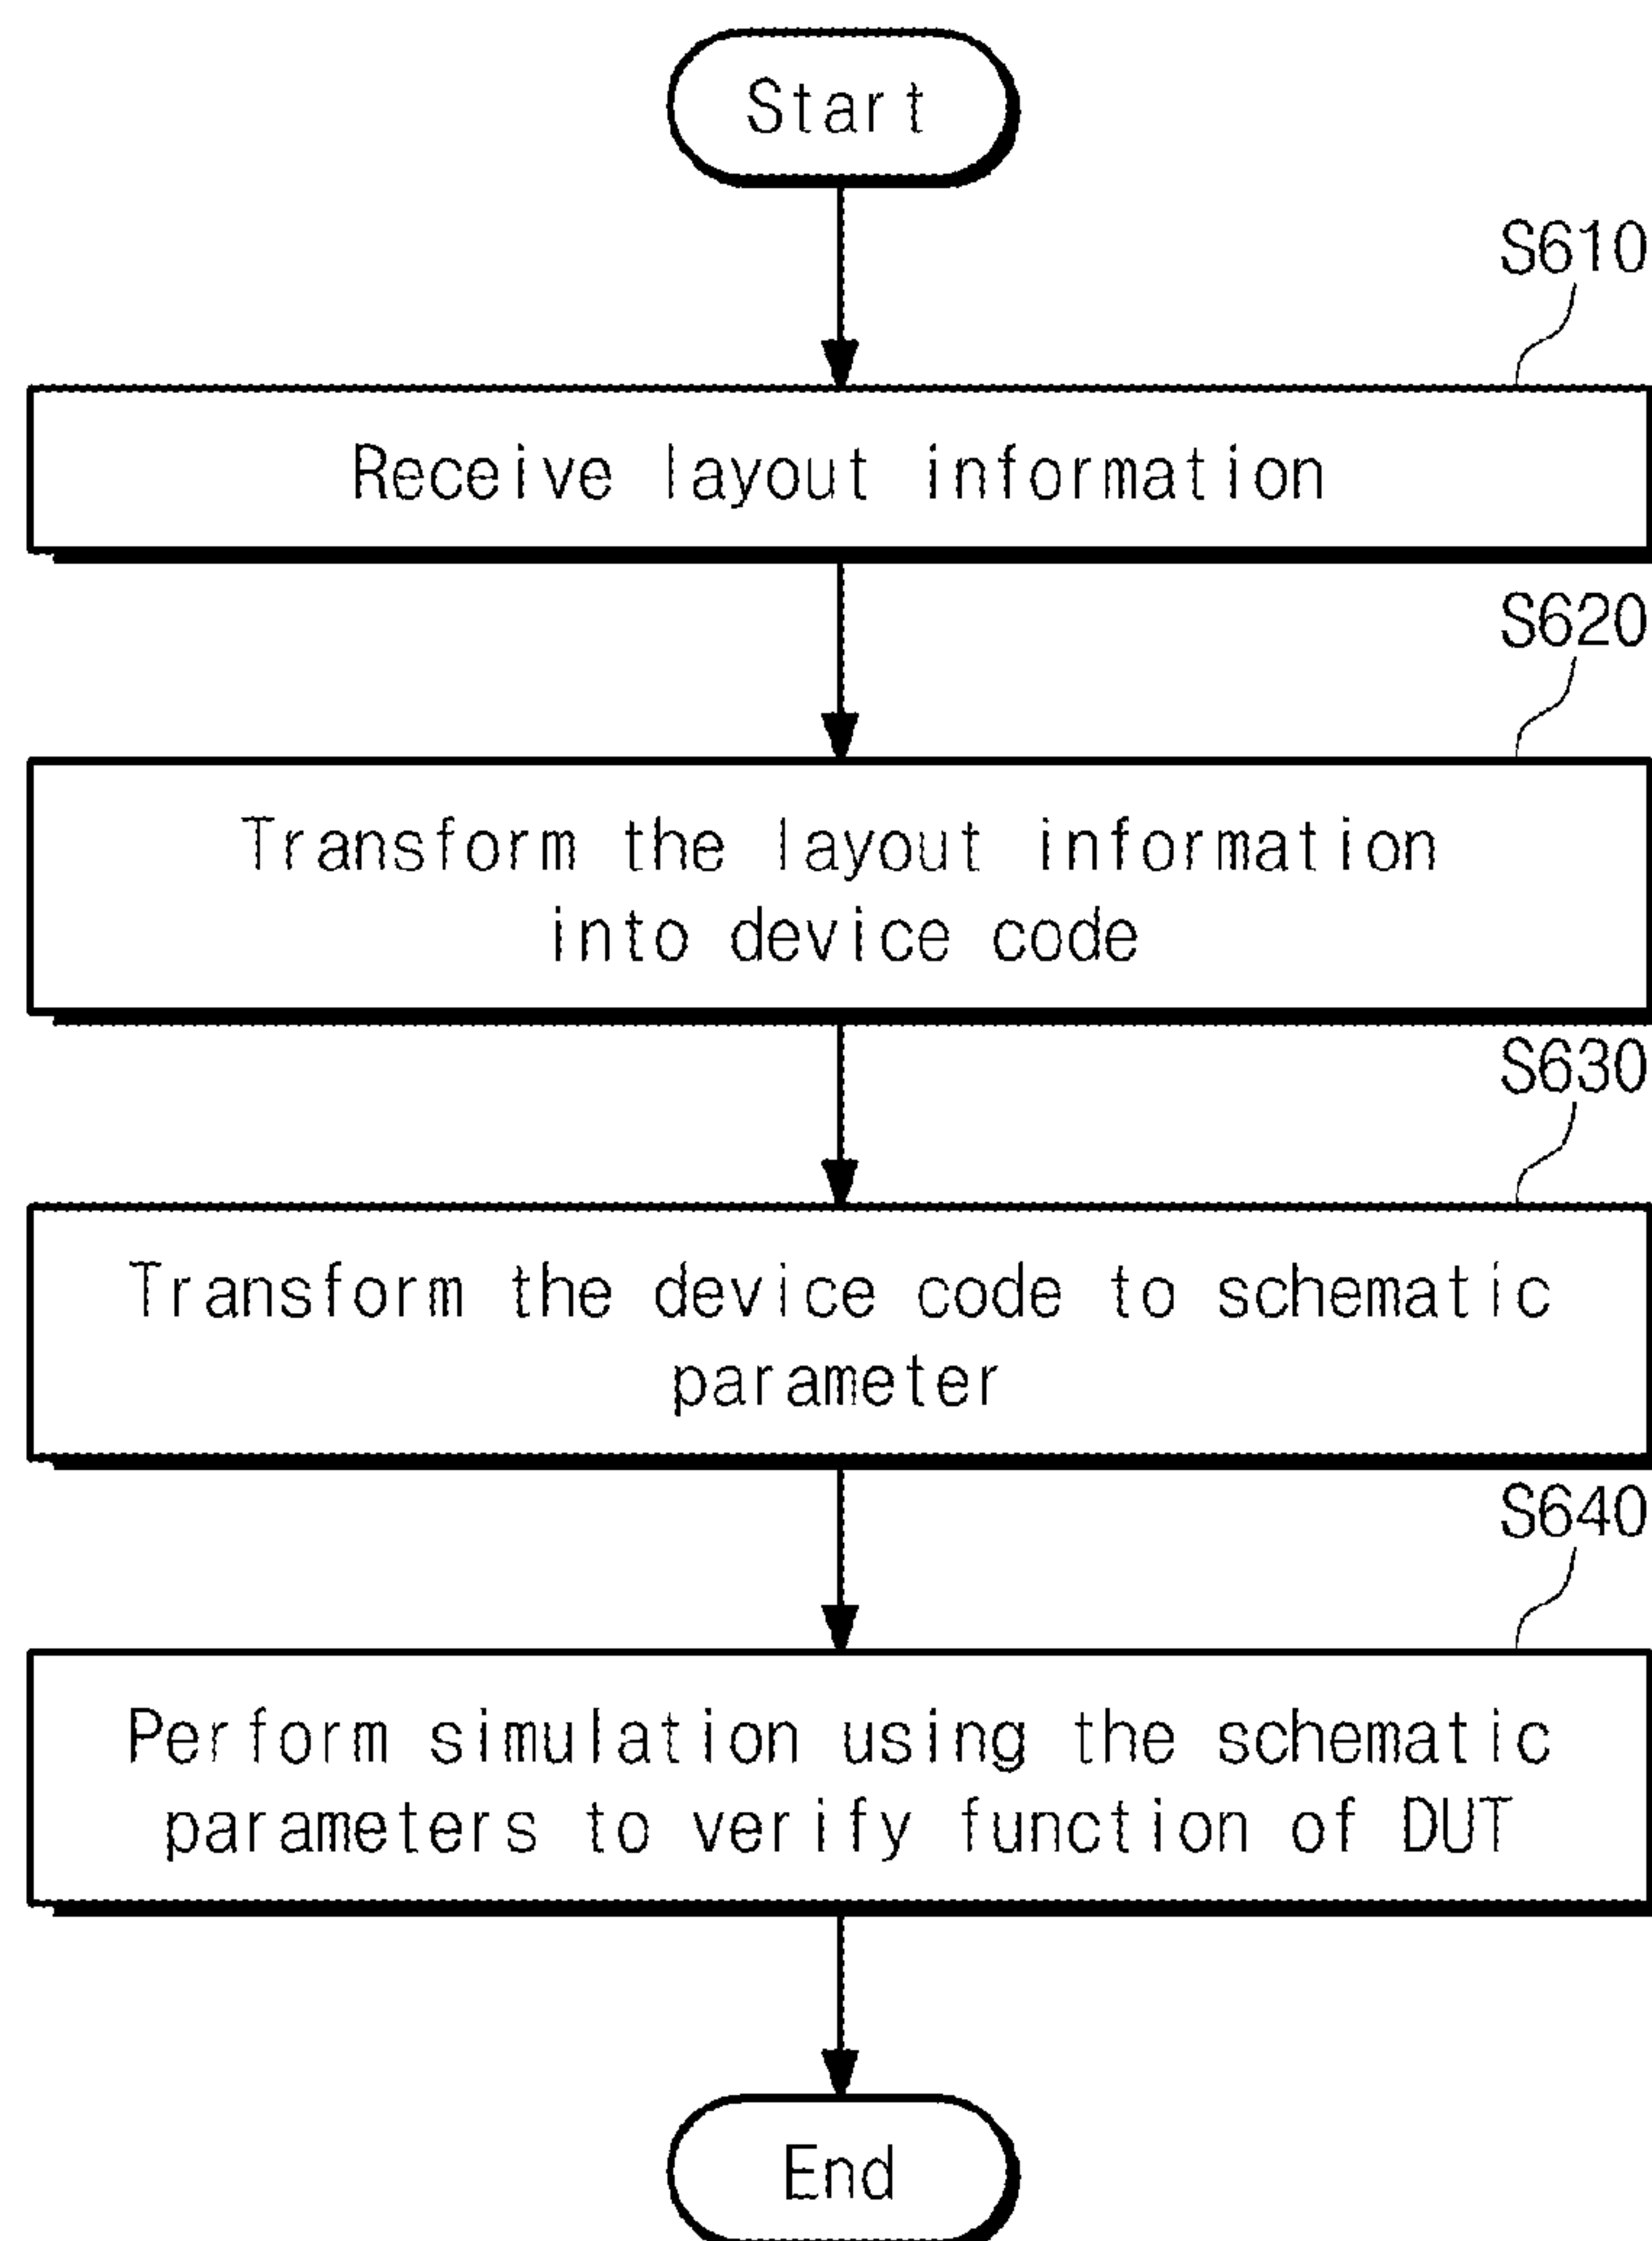 Start
S610
Receive layout information
S620
Transform the layout information
into device code
S630
Transform the device code to schematic
parameter
S640
Perform simulation using the schematic
parameters to verify function of DUT
End